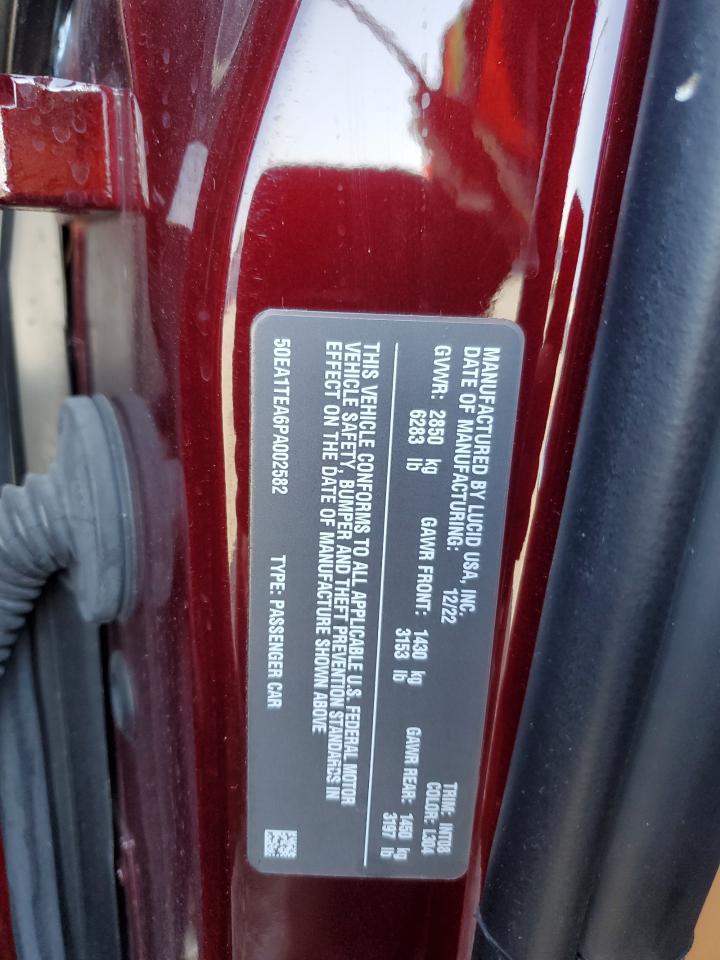 MANUFACTURED BY LUCID USA, INC.
DATE OF MANUFACTURING: 12/22
TRIM: INT08
COLOR: L304
GVWR: 2850 kg
6283 lb
GAWR FRONT: 1430 kg
3153 lb
GAWR REAR: 1450 kg
3197 lb
THIS VEHICLE CONFORMS TO ALL APPLICABLE U.S. FEDERAL MOTOR
VEHICLE SAFETY, BUMPER AND THEFT PREVENTION STANDARDS IN
EFFECT ON THE DATE OF MANUFACTURE SHOWN ABOVE
50EA1TEA6PA002582 TYPE: PASSENGER CAR